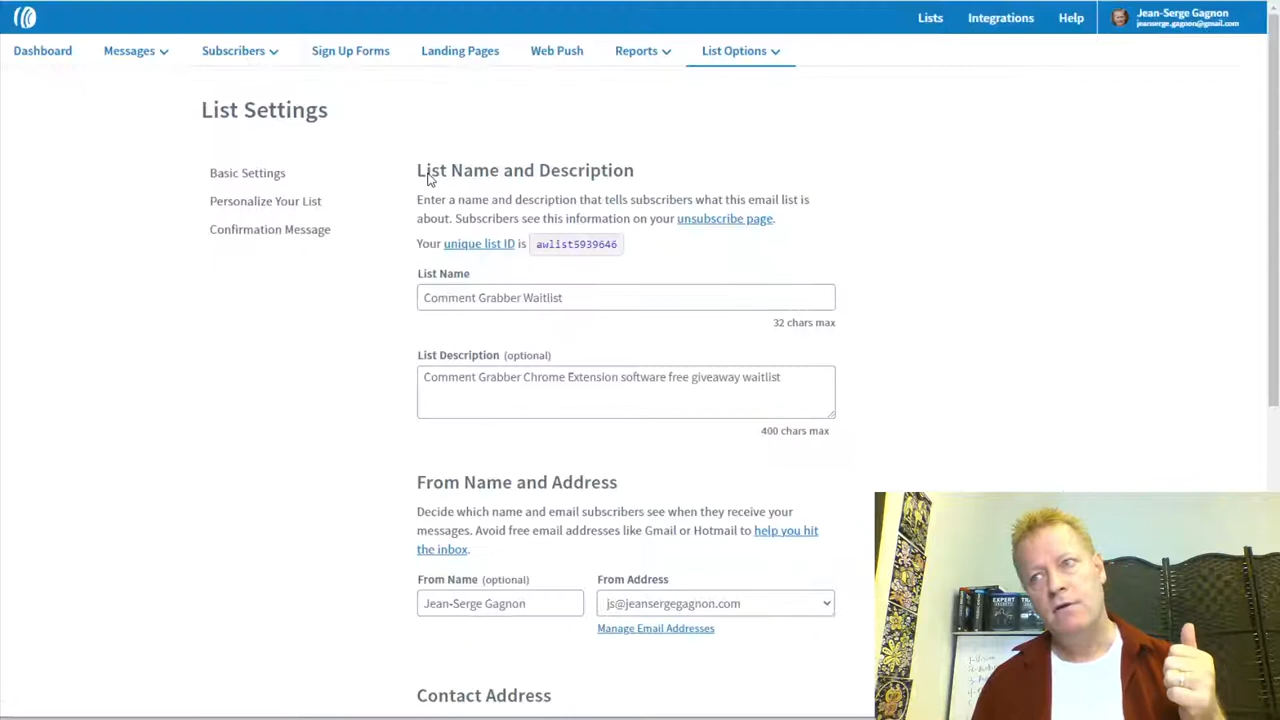 Lists
Integrations
Help
Jean-Serge Gagnon
jeanserge.gagnon@gmail.com
Dashboard
Messages
Subscribers
Sign Up Forms
Landing Pages
Web Push
Reports
List Options
List Settings
Basic Settings
Personalize Your List
Confirmation Message
List Name and Description
Enter a name and description that tells subscribers what this email list is
about. Subscribers see this information on your unsubscribe page.
Your unique list ID is awlist5939646
List Name
Comment Grabber Waitlist
32 chars max
List Description (optional)
Comment Grabber Chrome Extension software free giveaway waitlist
400 chars max
From Name and Address
Decide which name and email subscribers see when they receive your
messages. Avoid free email addresses like Gmail or Hotmail to help you hit
the inbox.
From Name (optional)
From Address
Jean-Serge Gagnon
js@jeansergegagnon.com
Manage Email Addresses
Contact Address
EXPERT